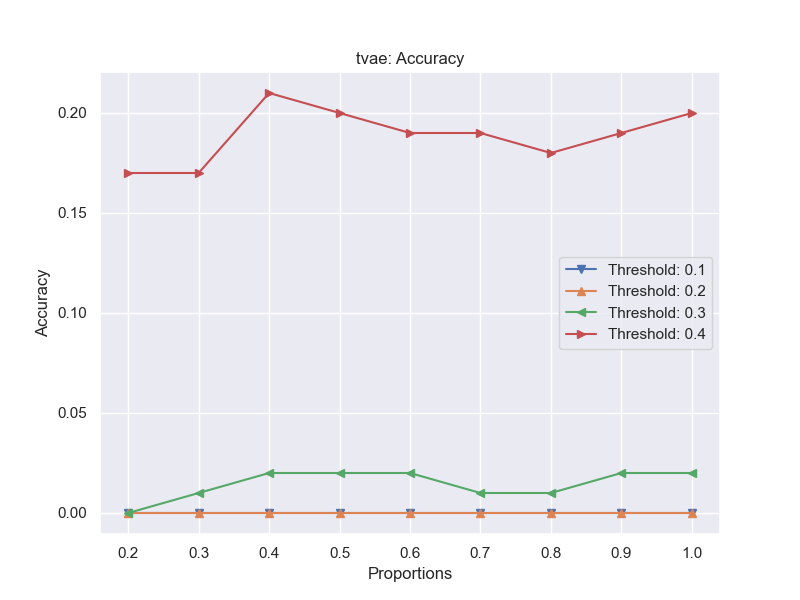 tvae: Accuracy
Accuracy
0.20
0.15
0.10
0.05
0.00
Threshold: 0.1
Threshold: 0.2
Threshold: 0.3
Threshold: 0.4
0.2 0.3 0.4 0.5 0.6 0.7 0.8 0.9 1.0
Proportions